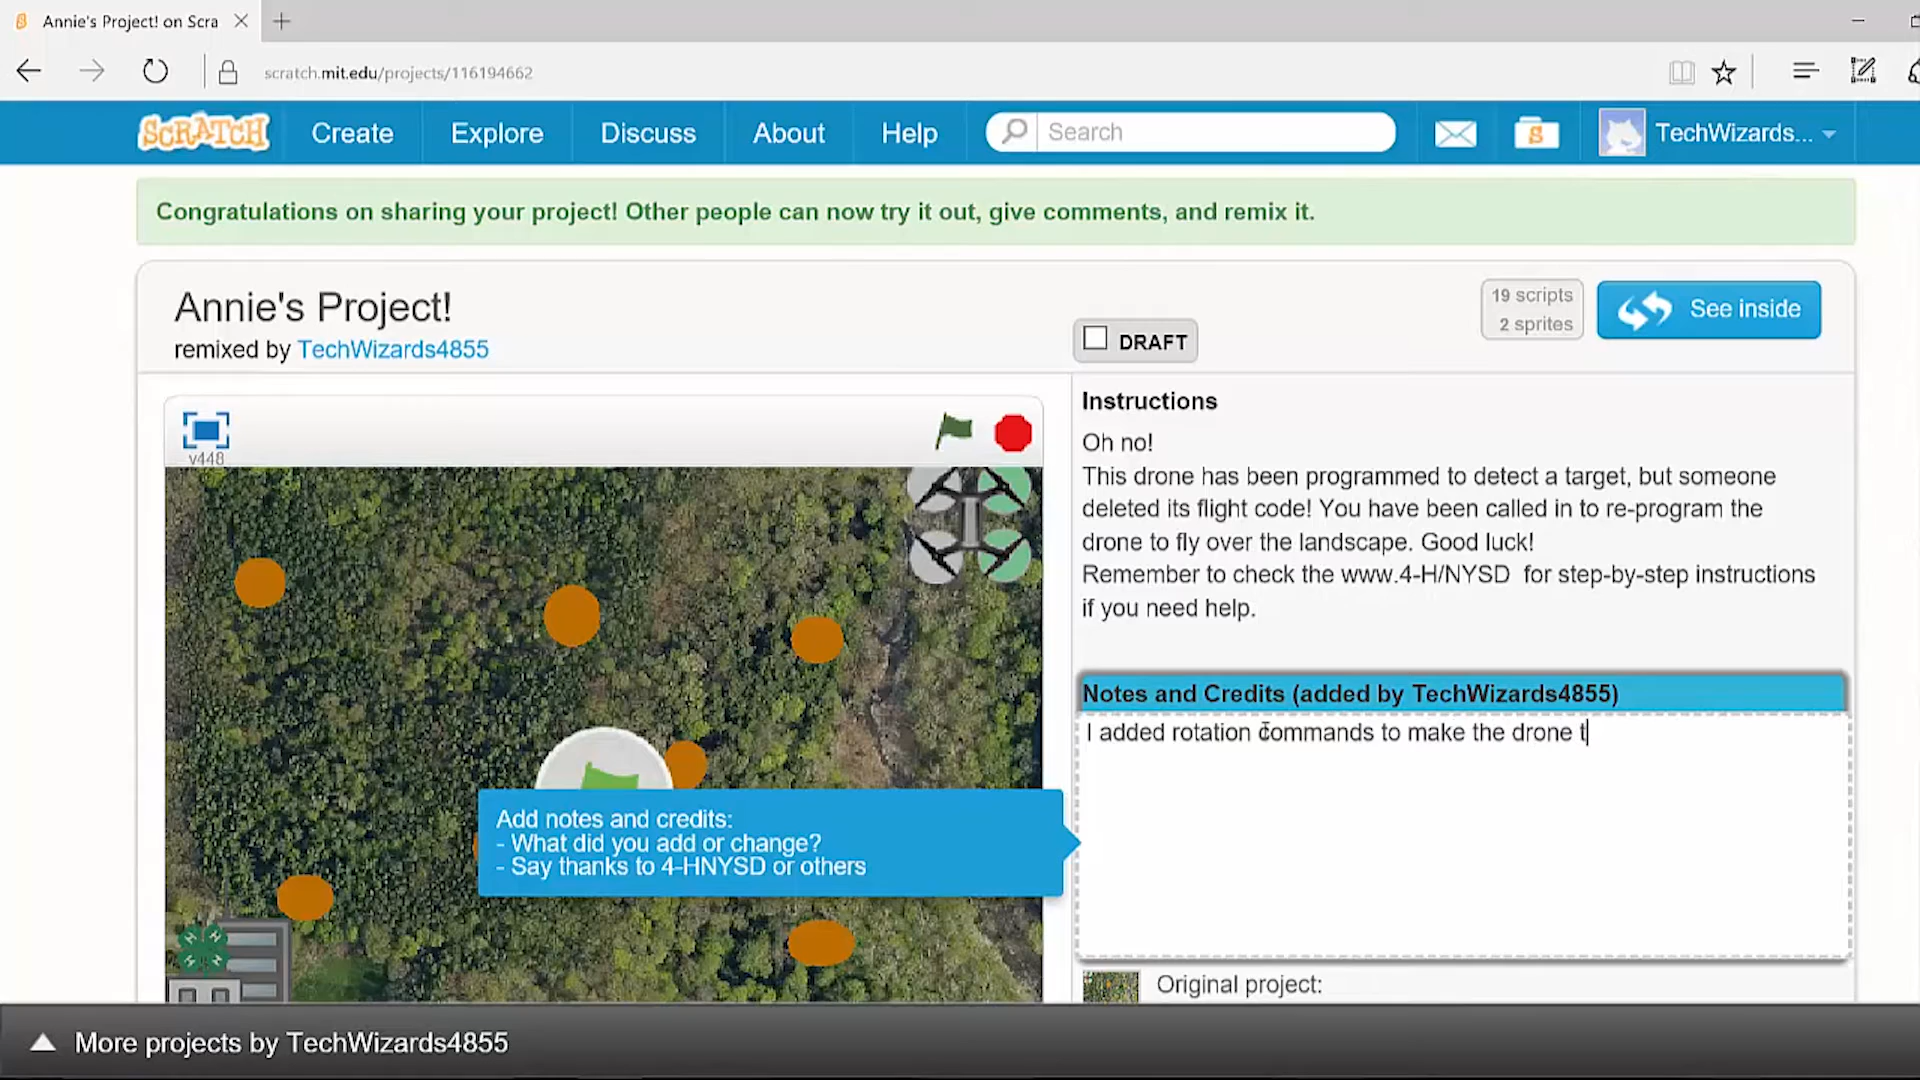 Annie's Project! on Scra
scratch.mit.edu/projects/116194662
SCRATCH
Create
Explore
Discuss
About
Help
Search
S
TechWizards...
Congratulations on sharing your project! Other people can now try it out, give comments, and remix it.
Annie's Project!
remixed by TechWizards4855
DRAFT
19 scripts
2 sprites
See inside
v448
Instructions
Oh no!
This drone has been programmed to detect a target, but someone
deleted its flight code! You have been called in to re-program the
drone to fly over the landscape. Good luck!
Remember to check the www.4-H/NYSD for step-by-step instructions
if you need help.
Notes and Credits (added by TechWizards4855)
I added rotation commands to make the drone t
Add notes and credits:
- What did you add or change?
- Say thanks to 4-HNYSD or others
H H
H H
Original project:
More projects by TechWizards4855